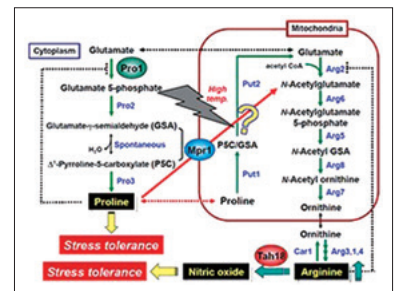 Mitochondria
Cytoplasm
Glutamate
Glutamate
Pro1
acetyl CoA
Arg2
Glutamate 5-phosphate
High
temp.
Put2
N-Acetylglutamate
Pro2
Arg6
N-Acetylglutamate
5-phosphate
Glutamate-γ-semialdehyde (GSA)
?
Arg5
H₂O
Spontaneous
Mpr1
P5C/GSA
N-Acetyl GSA
Δ¹-Pyrroline-5-carboxylate (P5C)
Arg8
N-Acetyl ornithine
Pro3
Put1
Arg7
Proline
Proline
Ornithine
Stress tolerance
Ornithine
Tah18
Car1
Arg3,1,4
Stress tolerance
Nitric oxide
Arginine